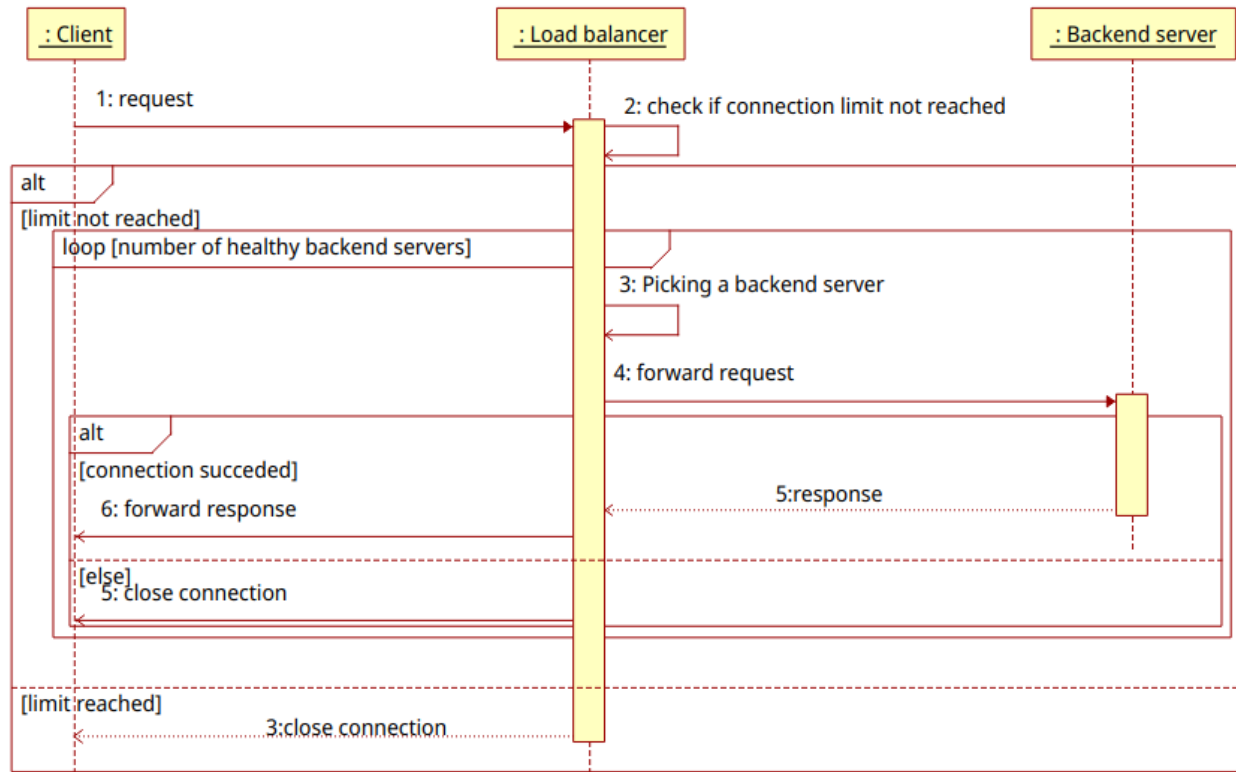 : Client
: Load balancer
: Backend server
1: request
2: check if connection limit not reached
alt
[limit not reached]
loop [number of healthy backend servers]
3: Picking a backend server
4: forward request
alt
[connection succeded]
5:response
6: forward response
[else]
5: close connection
[limit reached]
3:close connection